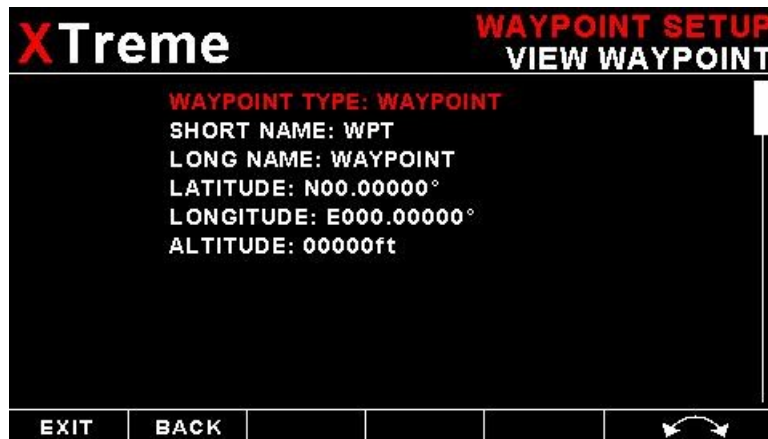 XTreme
WAYPOINT SETUP
VIEW WAYPOINT
WAYPOINT TYPE: WAYPOINT
SHORT NAME: WPT
LONG NAME: WAYPOINT
LATITUDE: N00.00000°
LONGITUDE: E000.00000°
ALTITUDE: 00000ft
EXIT BACK